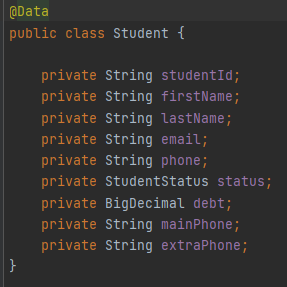 @Data
public class Student {
    private String studentId;
    private String firstName;
    private String lastName;
    private String email;
    private String phone;
    private StudentStatus status;
    private BigDecimal debt;
    private String mainPhone;
    private String extraPhone;
}